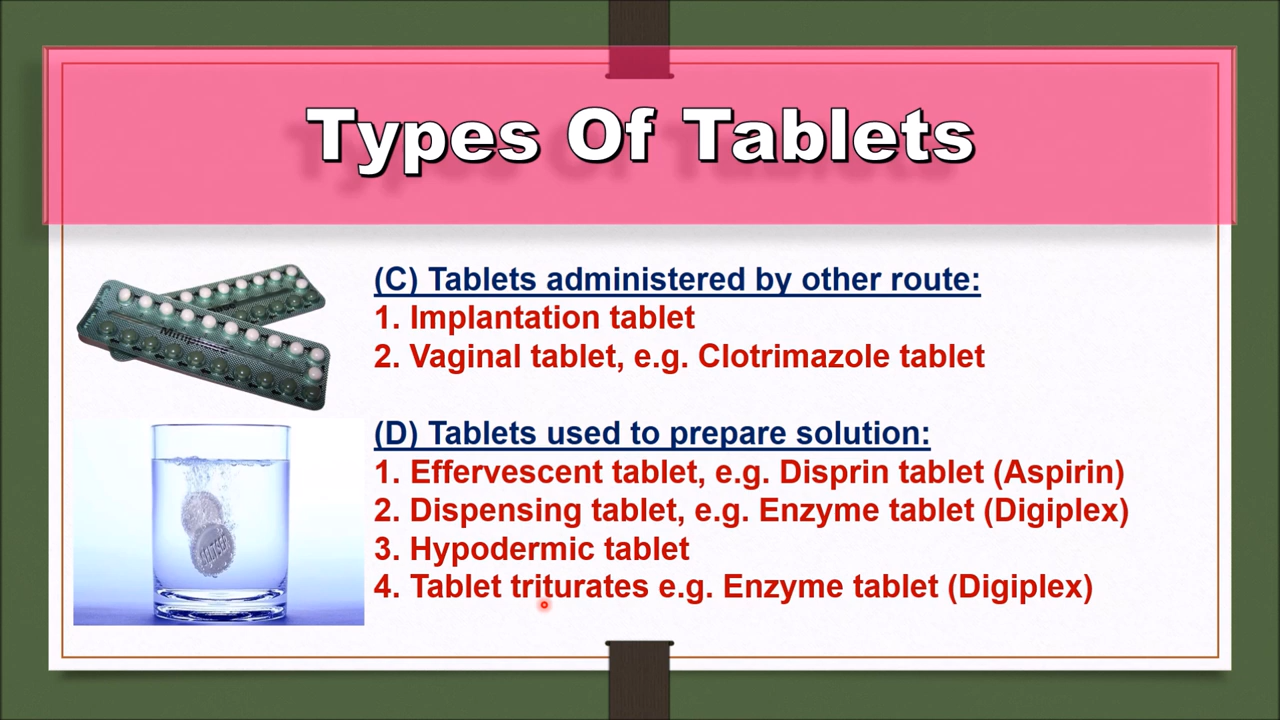 Types Of Tablets
(C) Tablets administered by other route:
1. Implantation tablet
2. Vaginal tablet, e.g. Clotrimazole tablet
(D) Tablets used to prepare solution:
1. Effervescent tablet, e.g. Disprin tablet (Aspirin)
2. Dispensing tablet, e.g. Enzyme tablet (Digiplex)
3. Hypodermic tablet
4. Tablet triturates e.g. Enzyme tablet (Digiplex)